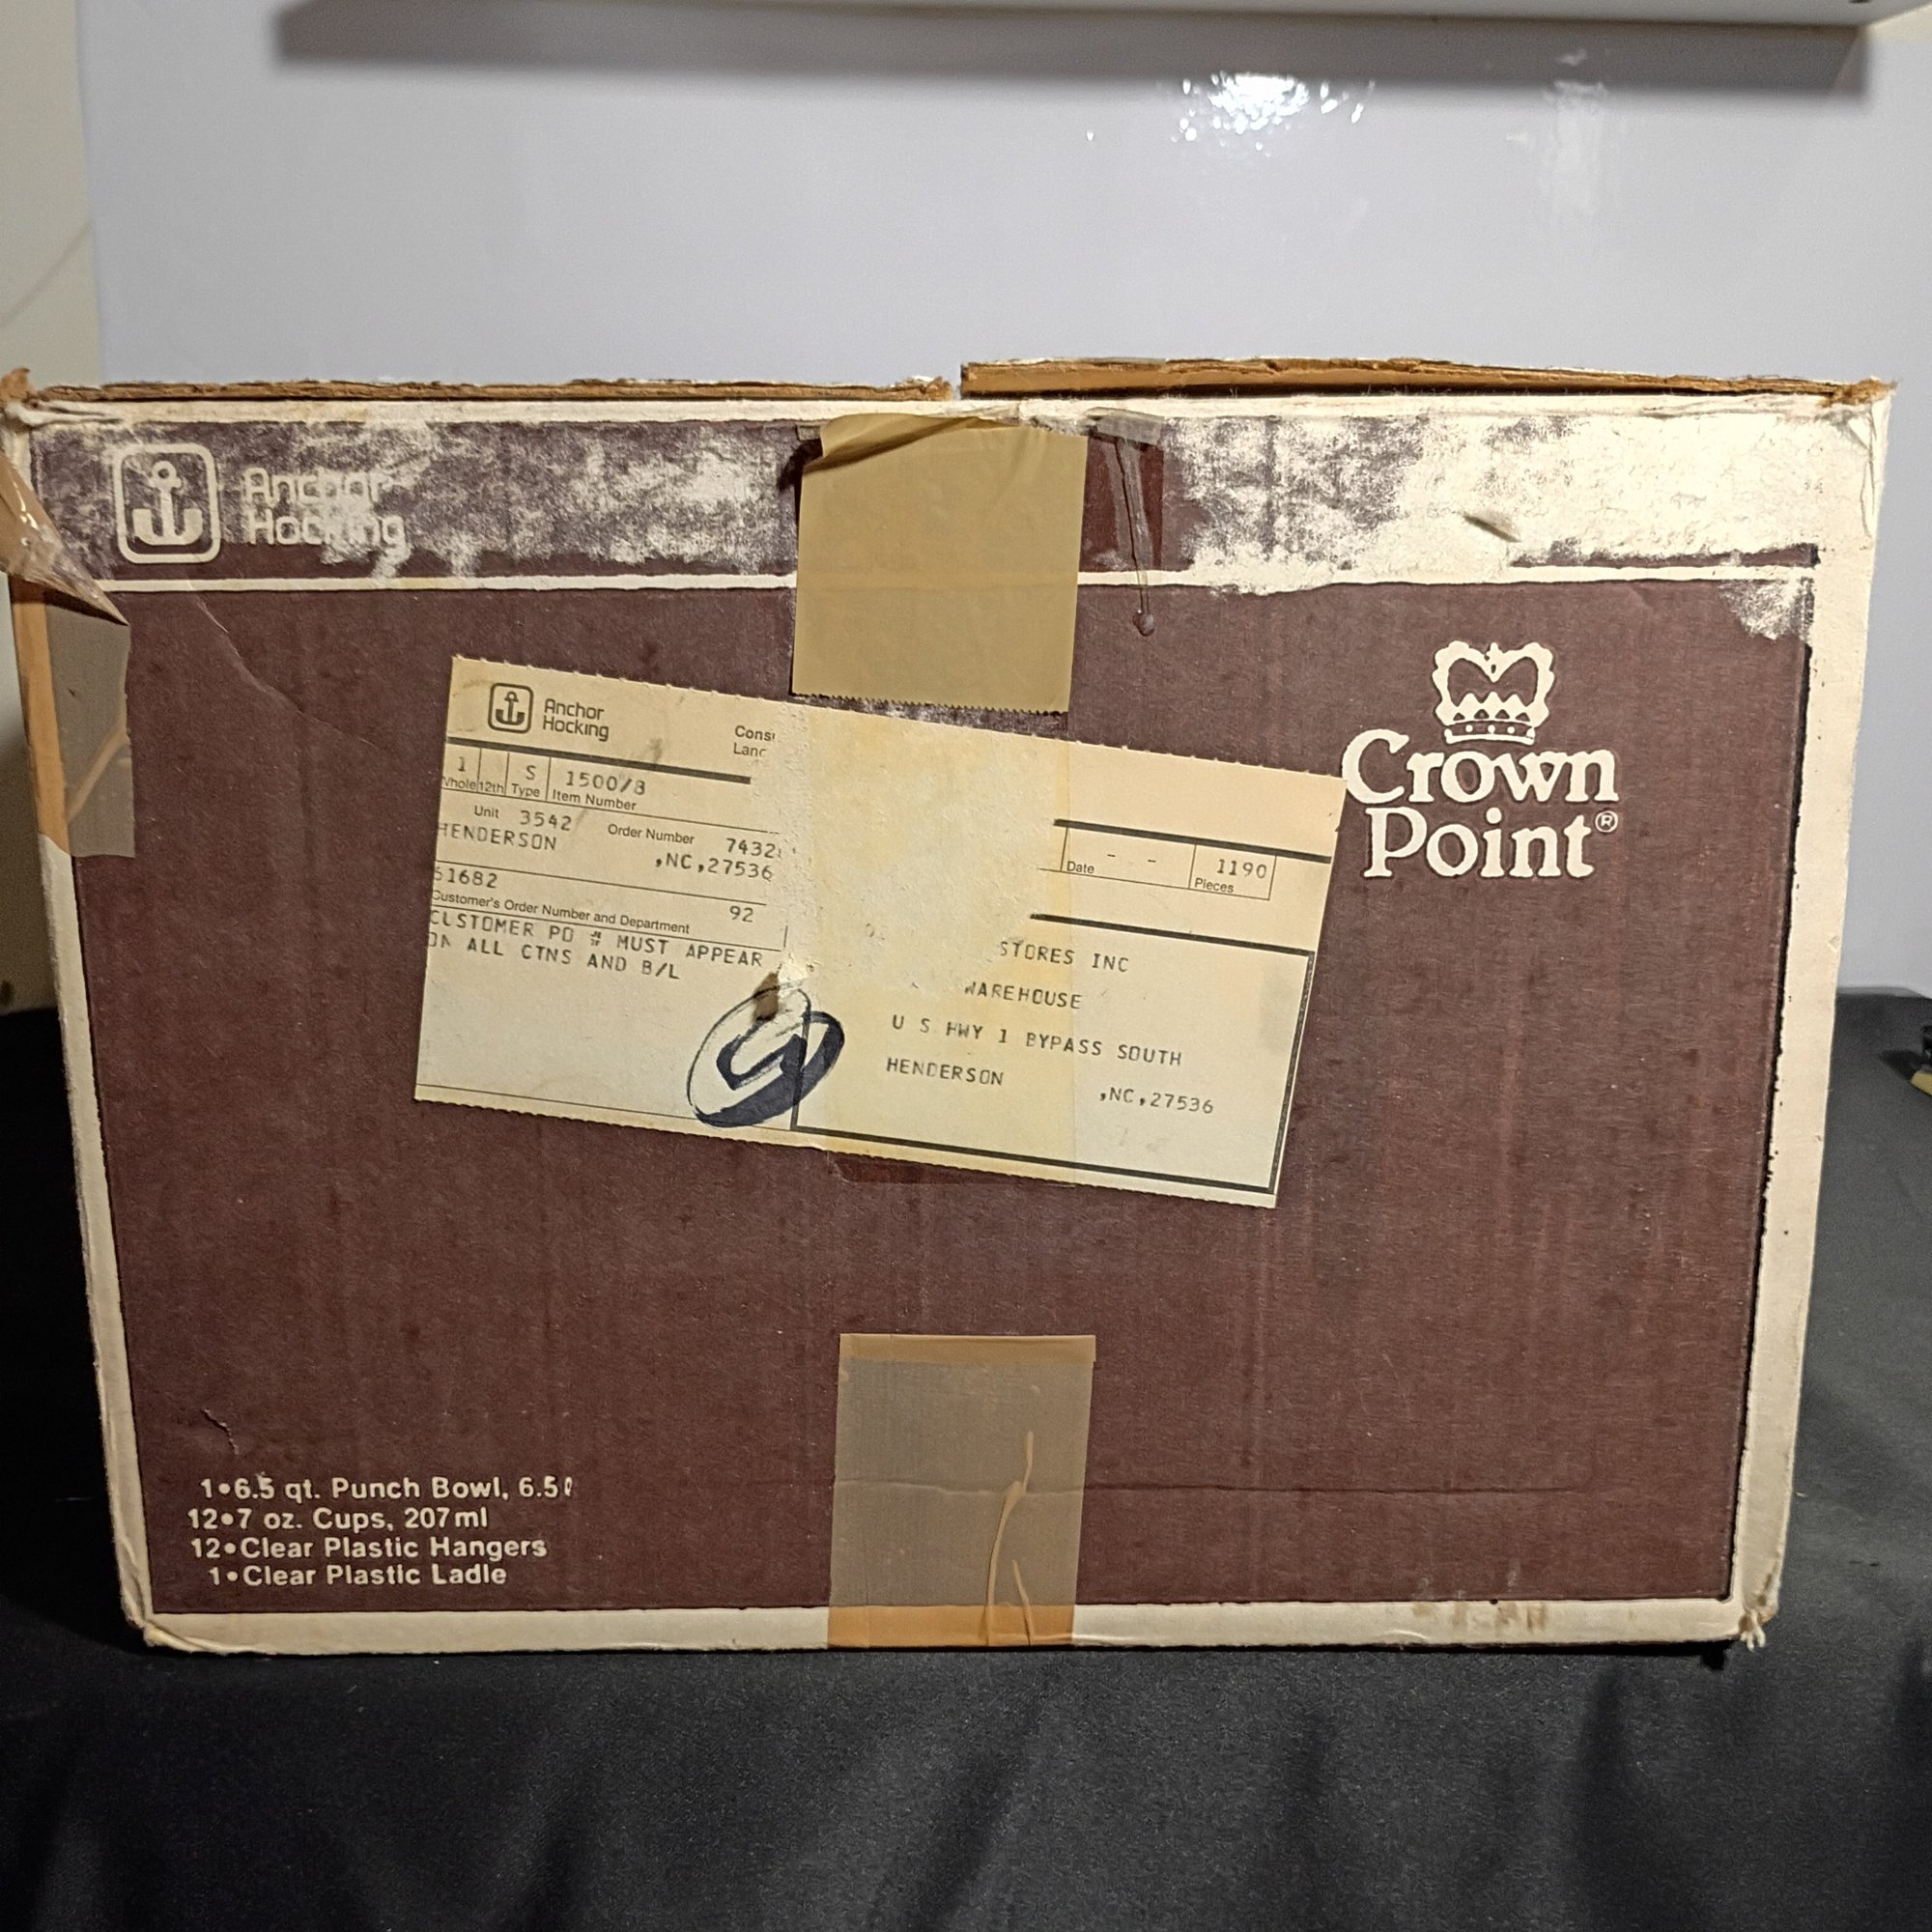 Anchor
Hocking
Crown
Point®
Anchor
Hocking
1 S 1500/8
12th Type Item Number
Unit 3542 Order Number 7432
HENDERSON ,NC,27536
61682 92
Customer's Order Number and Department
CUSTOMER PO # MUST APPEAR
ON ALL CTNS AND B/L
Date - - 1190
Pieces
STORES INC
WAREHOUSE
U S HWY 1 BYPASS SOUTH
HENDERSON ,NC,27536
1•6.5 qt. Punch Bowl, 6.5ℓ
12•7 oz. Cups, 207ml
12•Clear Plastic Hangers
1•Clear Plastic Ladle